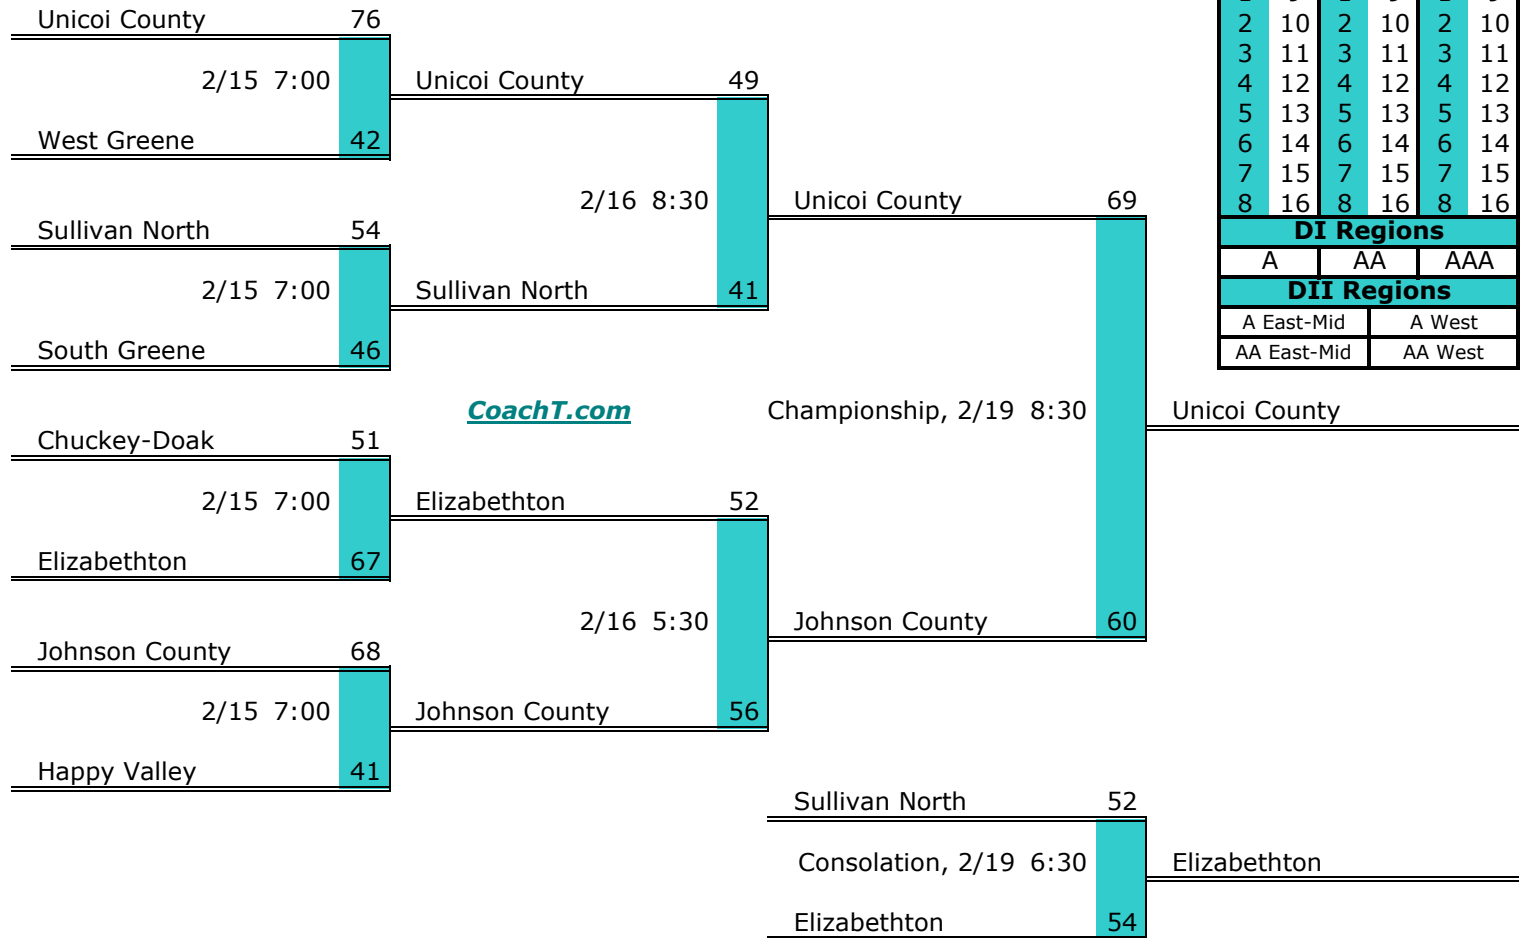 Unicoi County 76
2/15 7:00
West Greene 42
Unicoi County 49
2/16 8:30
Sullivan North 54
2/15 7:00
South Greene 46
Sullivan North 41
Unicoi County 69
CoachT.com
Championship, 2/19 8:30
Unicoi County
Chuckey-Doak 51
2/15 7:00
Elizabethton 67
Elizabethton 52
2/16 5:30
Johnson County 60
Johnson County 68
2/15 7:00
Happy Valley 41
Johnson County 56
Sullivan North 52
Consolation, 2/19 6:30
Elizabethton 54
Elizabethton
2 10 2 10 2 10
3 11 3 11 3 11
4 12 4 12 4 12
5 13 5 13 5 13
6 14 6 14 6 14
7 15 7 15 7 15
8 16 8 16 8 16
DI Regions
A AA AAA
DII Regions
A East-Mid A West
AA East-Mid AA West